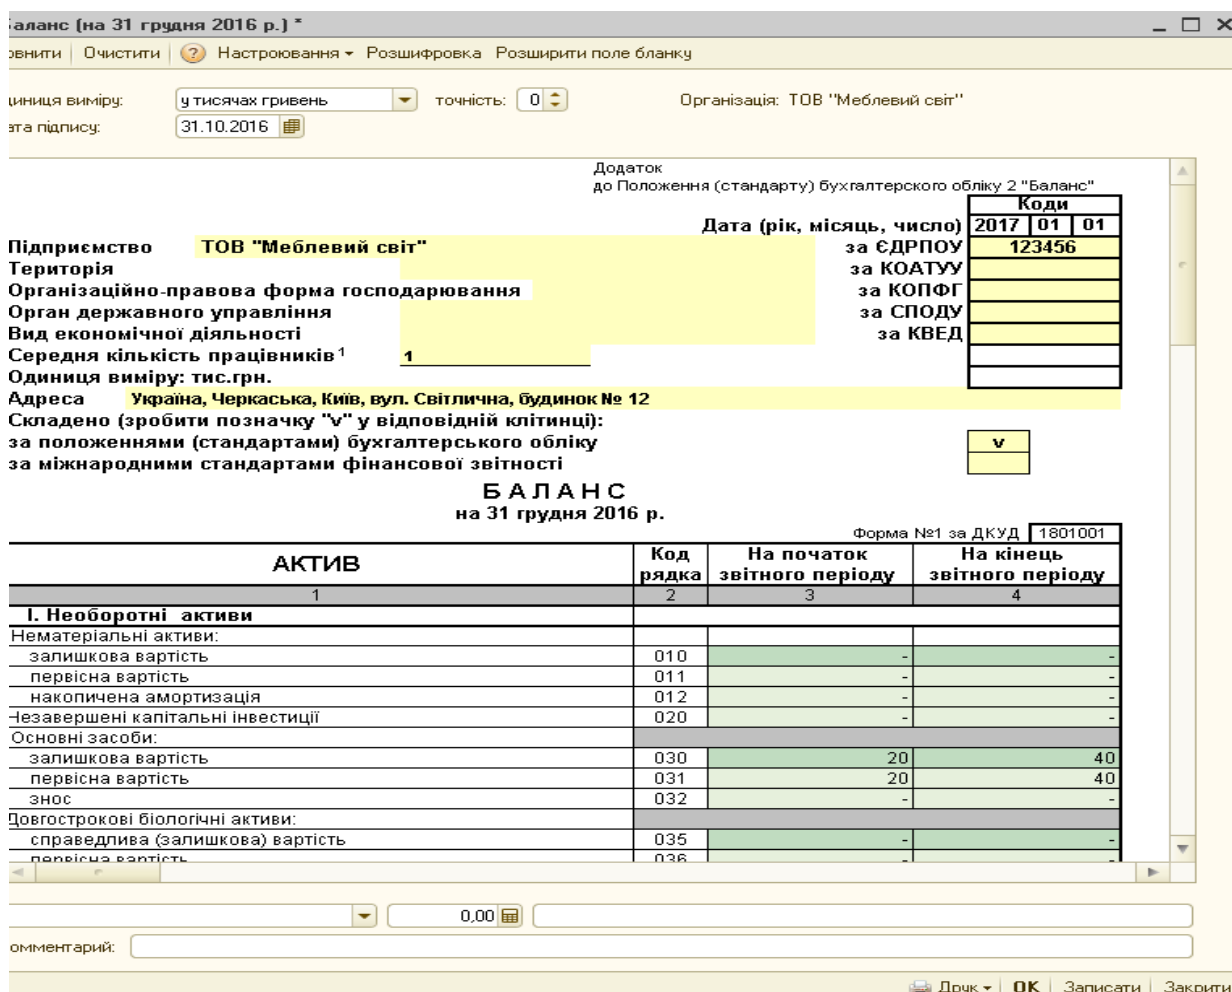 аланс (на 31 грудня 2016 р.) *
овнити Очистити ? Настроювання Розшифровка Розширити поле бланку
диниця виміру: у тисячах гривень точність: 0 Організація: ТОВ "Меблевий світ"
ата підпису: 31.10.2016
Додаток
до Положення (стандарту) бухгалтерского обліку 2 "Баланс"
Коди
Дата (рік, місяць, число) 2017 01 01
Підприємство ТОВ "Меблевий світ" за ЄДРПОУ 123456
Територія за КОАТУУ
Організаційно-правова форма господарювання за КОПФГ
Орган державного управління за СПОДУ
Вид економічної діяльності за КВЕД
Середня кількість працівників 1 1
Одиниця виміру: тис.грн.
Адреса Україна, Черкаська, Київ, вул. Світлична, будинок № 12
Складено (зробити позначку "v" у відповідній клітинці):
за положеннями (стандартами) бухгалтерського обліку v
за міжнародними стандартами фінансової звітності
БАЛАНС
на 31 грудня 2016 р.
Форма №1 за ДКУД 1801001
АКТИВ Код рядка На початок звітного періоду На кінець звітного періоду
1 2 3 4
І. Необоротні активи
Нематеріальні активи:
залишкова вартість 010 - -
первісна вартість 011 - -
накопичена амортизація 012 - -
Незавершені капітальні інвестиції 020 - -
Основні засоби:
залишкова вартість 030 20 40
первісна вартість 031 20 40
знос 032 - -
Довгострокові біологічні активи:
справедлива (залишкова) вартість 035 - -
первісна вартість 036 - -
0,00
омментарий:
Друк OK Записати Закрити